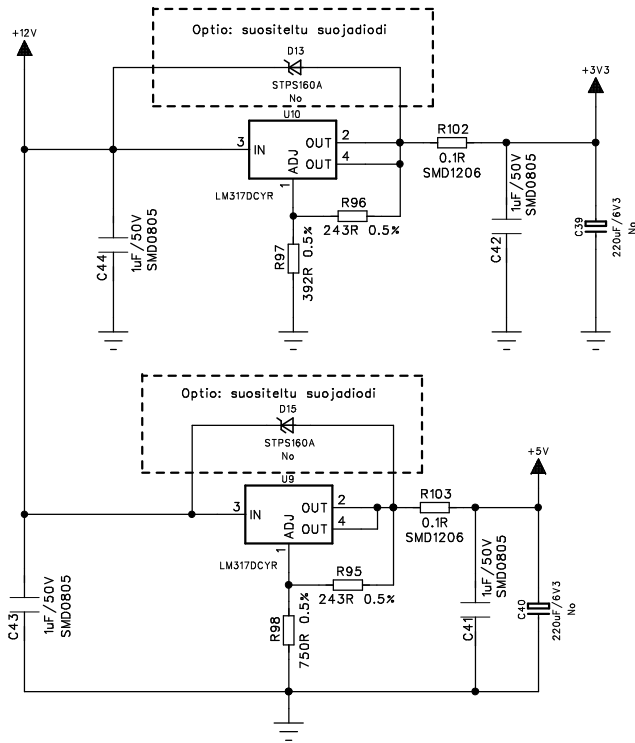 +12V
Optio: suositeltu suojadiodi
D13
STPS160A
No
U10
3
IN
OUT
2
OUT
4
ADJ
1
LM317DCYR
R102
0.1R
SMD1206
+3V3
R96
243R 0.5%
R97
392R 0.5%
C44
1uF/50V
SMD0805
C42
1uF/50V
SMD0805
C39
220uF/6V3
No
Optio: suositeltu suojadiodi
D15
STPS160A
No
U9
3
IN
OUT
2
OUT
4
ADJ
1
LM317DCYR
R103
0.1R
SMD1206
+5V
R95
243R 0.5%
R98
750R 0.5%
C43
1uF/50V
SMD0805
C41
1uF/50V
SMD0805
C40
220uF/6V3
No